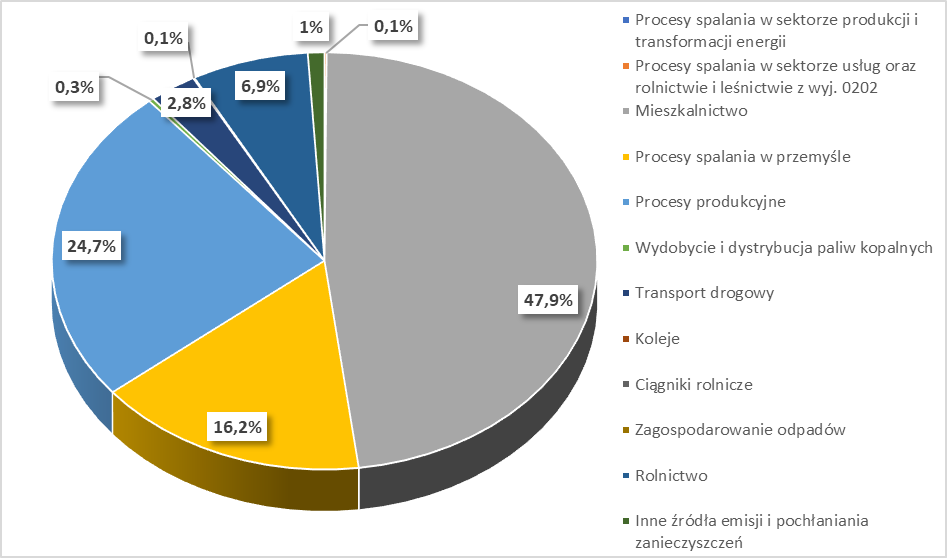 1%
0,1%
0,1%
0,3%
2,8%
6,9%
24,7%
47,9%
16,2%
Procesy spalania w sektorze produkcji i
transformacji energii
Procesy spalania w sektorze usług oraz
rolnictwie i leśnictwie z wyj. 0202
Mieszkalnictwo
Procesy spalania w przemyśle
Procesy produkcyjne
Wydobycie i dystrybucja paliw kopalnych
Transport drogowy
Koleje
Ciągniki rolnicze
Zagospodarowanie odpadów
Rolnictwo
Inne źródła emisji i pochłaniania
zanieczyszczeń